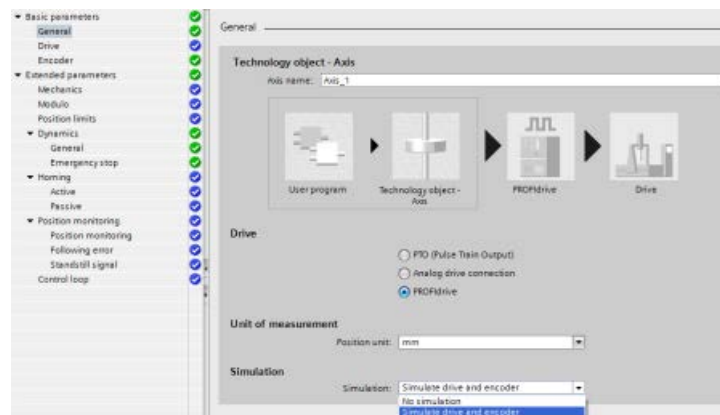 Basic parameters
General
Drive
Encoder
Extended parameters
Mechanics
Modulo
Position limits
Dynamics
General
Emergency stop
Homing
Active
Passive
Position monitoring
Position monitoring
Following error
Standstill signal
Control loop
General
Technology object - Axis
Axis name: Axis_1
User program
Technology object - Axis
PROFIdrive
Drive
Drive
PTO (Pulse Train Output)
Analog drive connection
PROFIdrive
Unit of measurement
Position unit: mm
Simulation
Simulation: Simulate drive and encoder
No simulation
Simulate drive and encoder